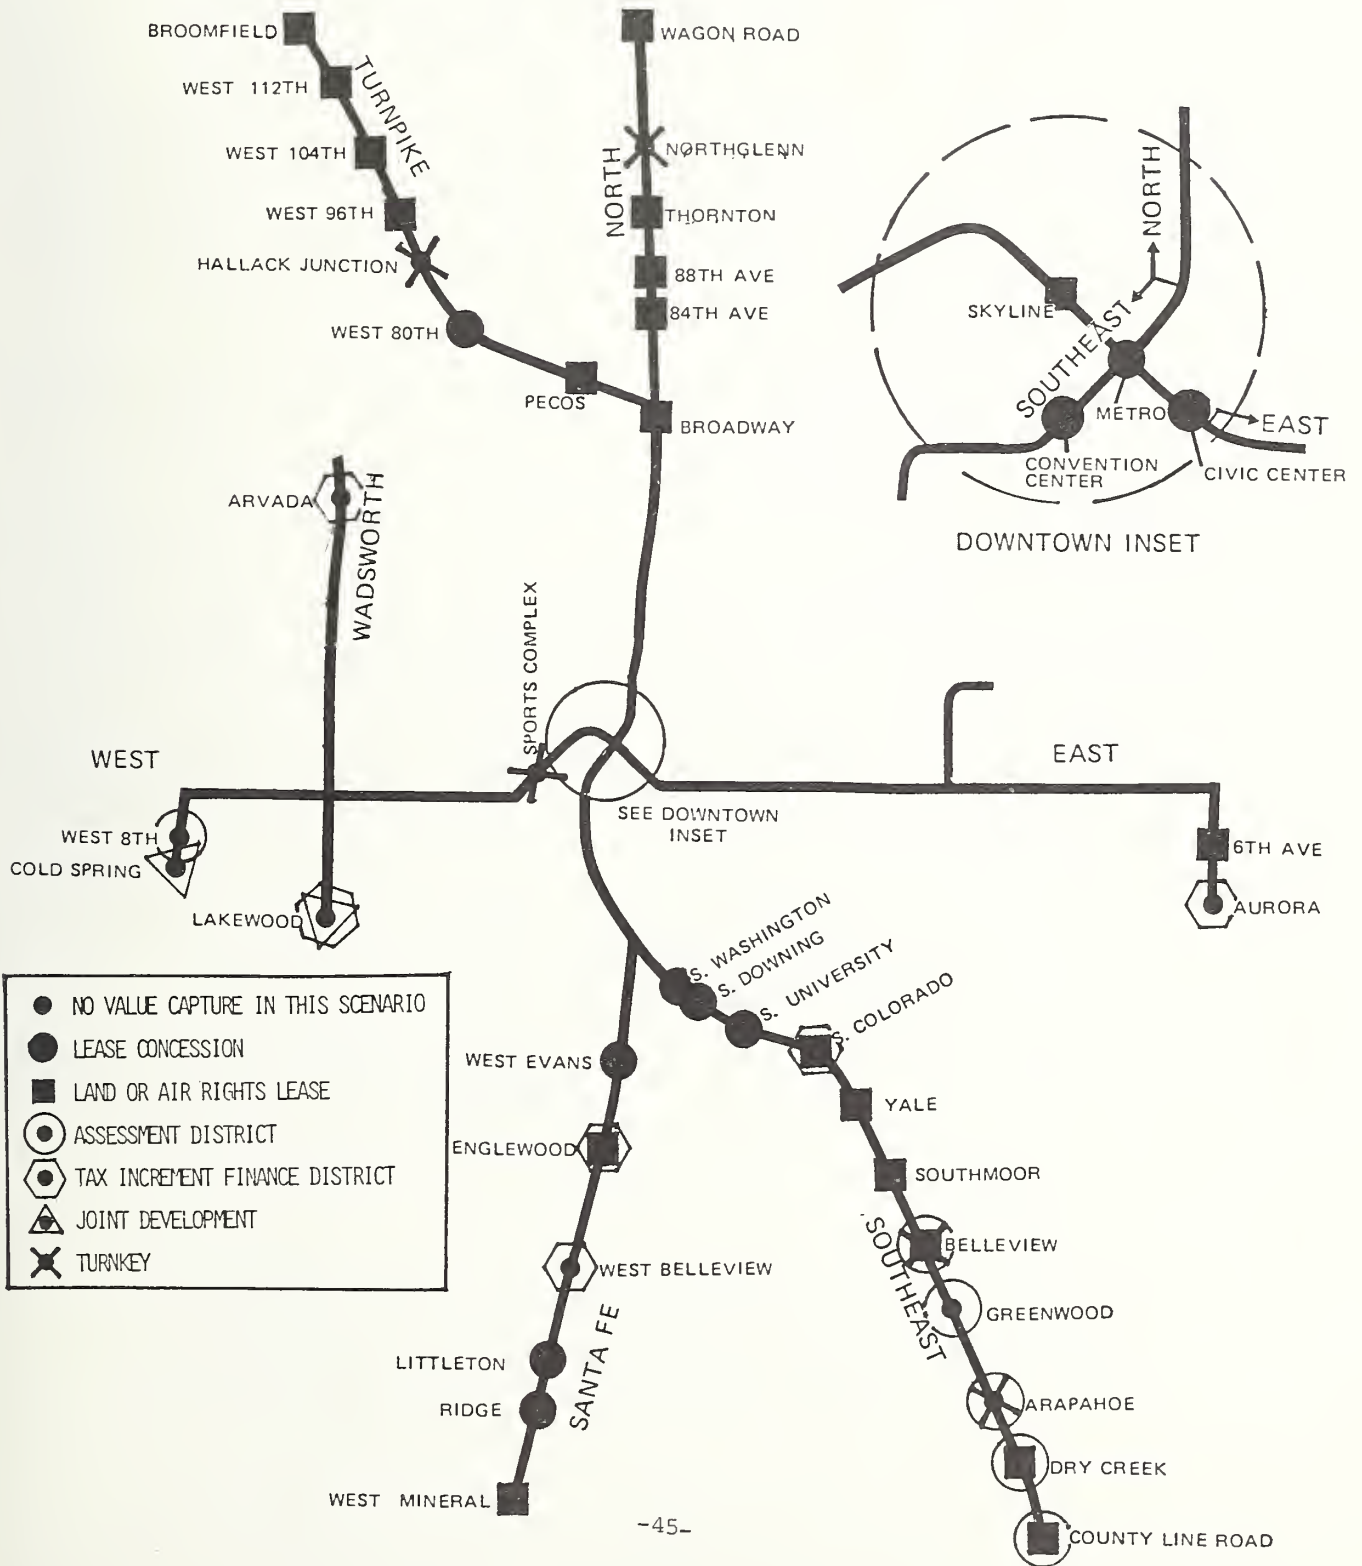 BROOMFIELD
WEST 112TH
WEST 104TH
WEST 96TH
HALLACK JUNCTION
WEST 80TH
PECOS
TURNPIKE
WAGON ROAD
NORTHGLENN
THORNTON
88TH AVE
84TH AVE
BROADWAY
NORTH
NORTH
SKYLINE
SOUTHEAST
METRO
EAST
CONVENTION
CENTER
CIVIC CENTER
DOWNTOWN INSET
ARVADA
WADSWORTH
SPORTS COMPLEX
WEST
EAST
SEE DOWNTOWN
INSET
WEST 8TH
COLD SPRING
LAKEWOOD
6TH AVE
AURORA
S. WASHINGTON
S. DOWNING
S. UNIVERSITY
S. COLORADO
YALE
SOUTHMOOR
BELLEVIEW
GREENWOOD
SOUTHEAST
ARAPAHOE
DRY CREEK
COUNTY LINE ROAD
WEST EVANS
ENGLEWOOD
WEST BELLEVIEW
LITTLETON
RIDGE
SANTA FE
WEST MINERAL
NO VALUE CAPTURE IN THIS SCENARIO
LEASE CONCESSION
LAND OR AIR RIGHTS LEASE
ASSESSMENT DISTRICT
TAX INCREMENT FINANCE DISTRICT
JOINT DEVELOPMENT
TURNKEY
-45-